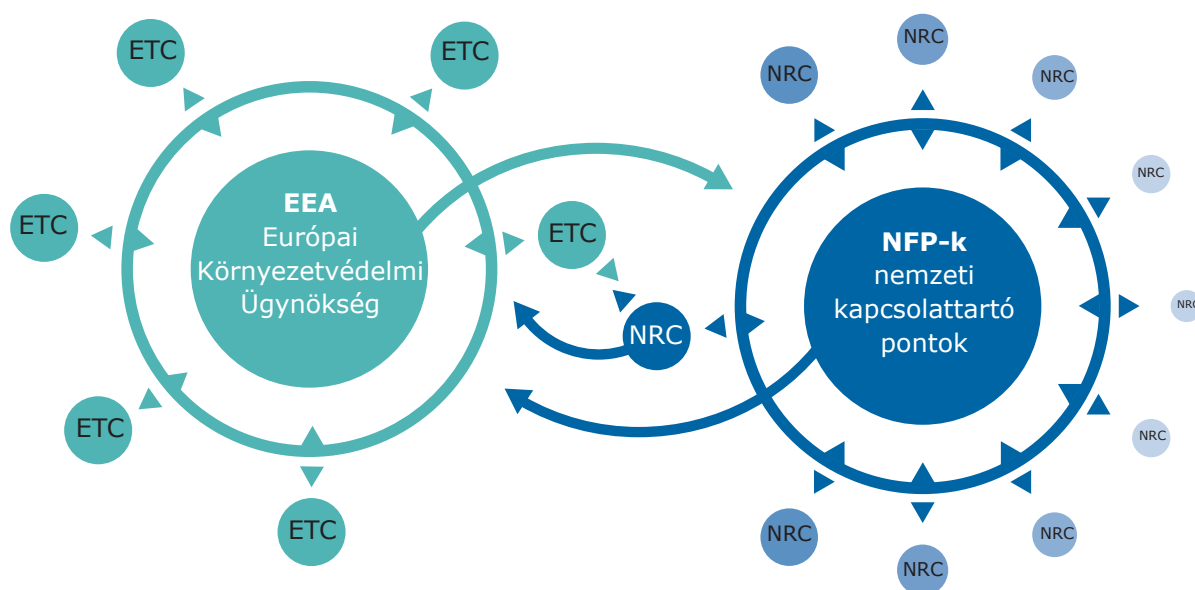 ETC
ETC
ETC
EEA
Európai
Környezetvédelmi
Ügynökség
ETC
ETC
ETC
NRC
NRC
NRC
NRC
NRC
NFP-k
nemzeti
kapcsolattartó
pontok
NRC
NRC
NRC
NRC
NRC
NRC